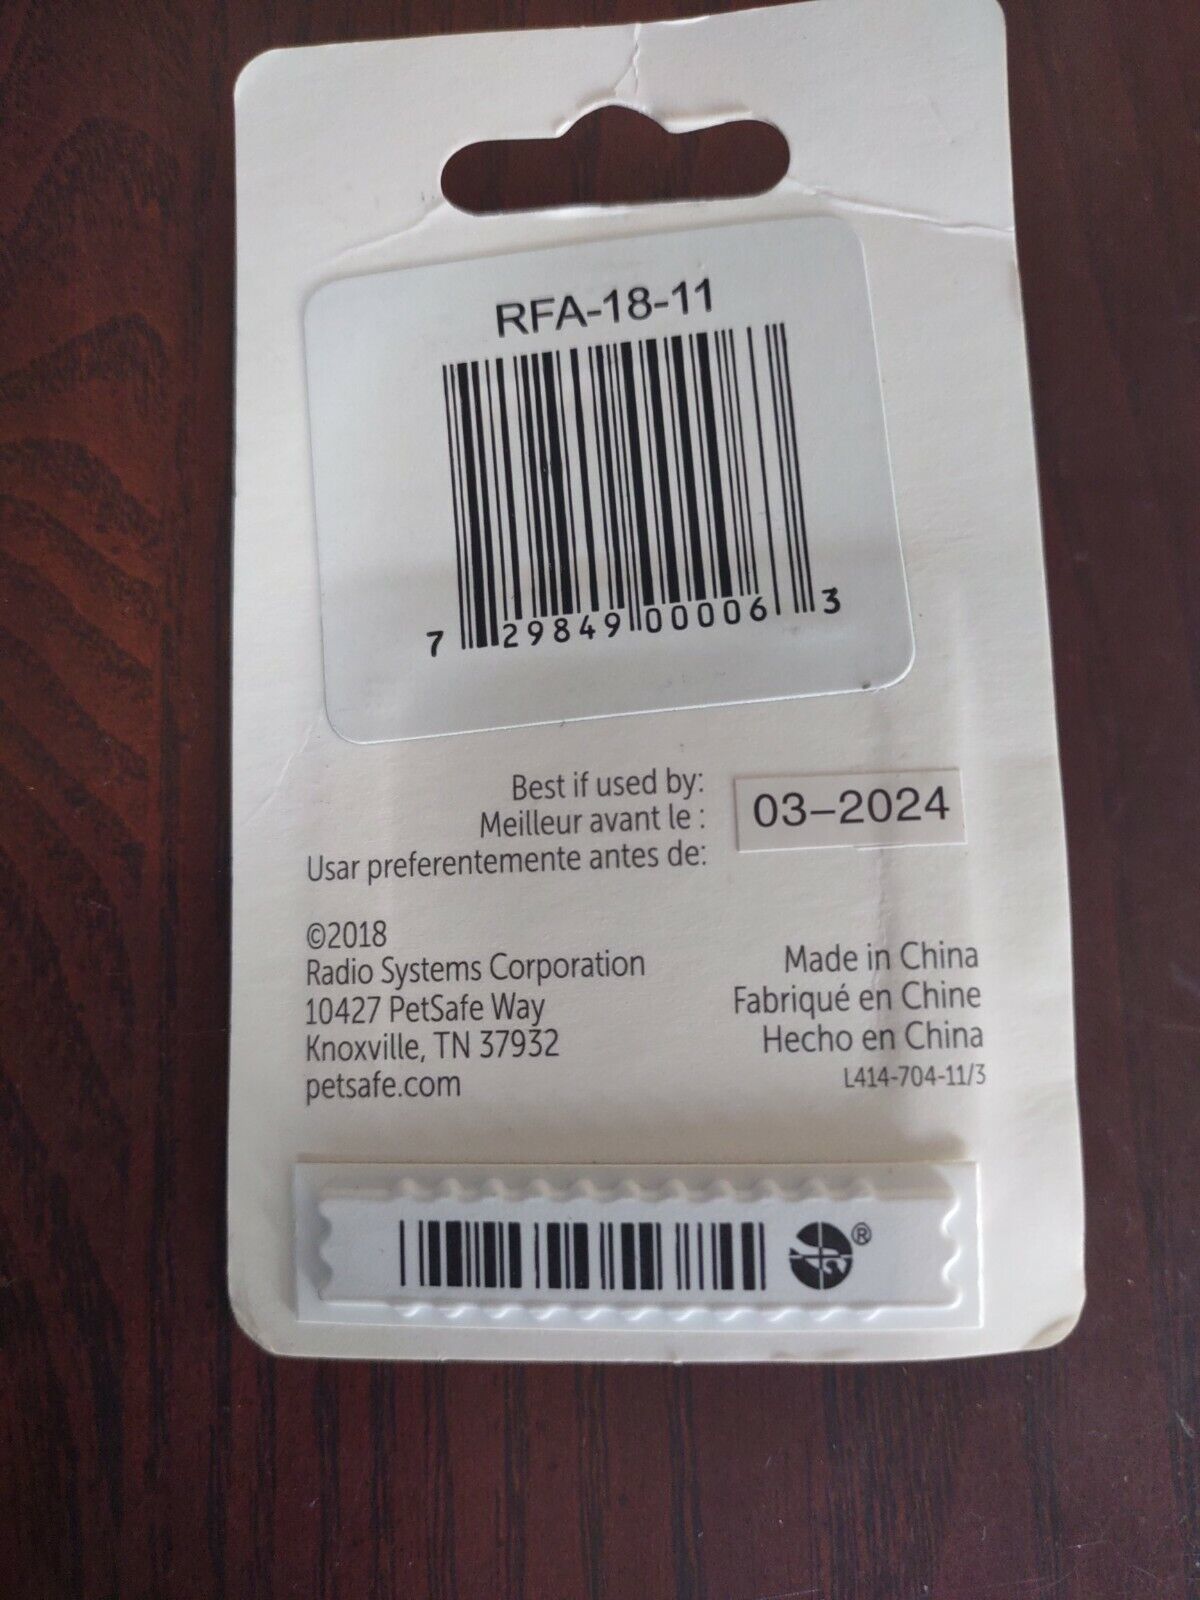 RFA-18-11
7 29849 00006 3
Best if used by:
Meilleur avant le :
Usar preferentemente antes de:
03-2024
©2018
Radio Systems Corporation
10427 PetSafe Way
Knoxville, TN 37932
petsafe.com
Made in China
Fabriqué en Chine
Hecho en China
L414-704-11/3
®